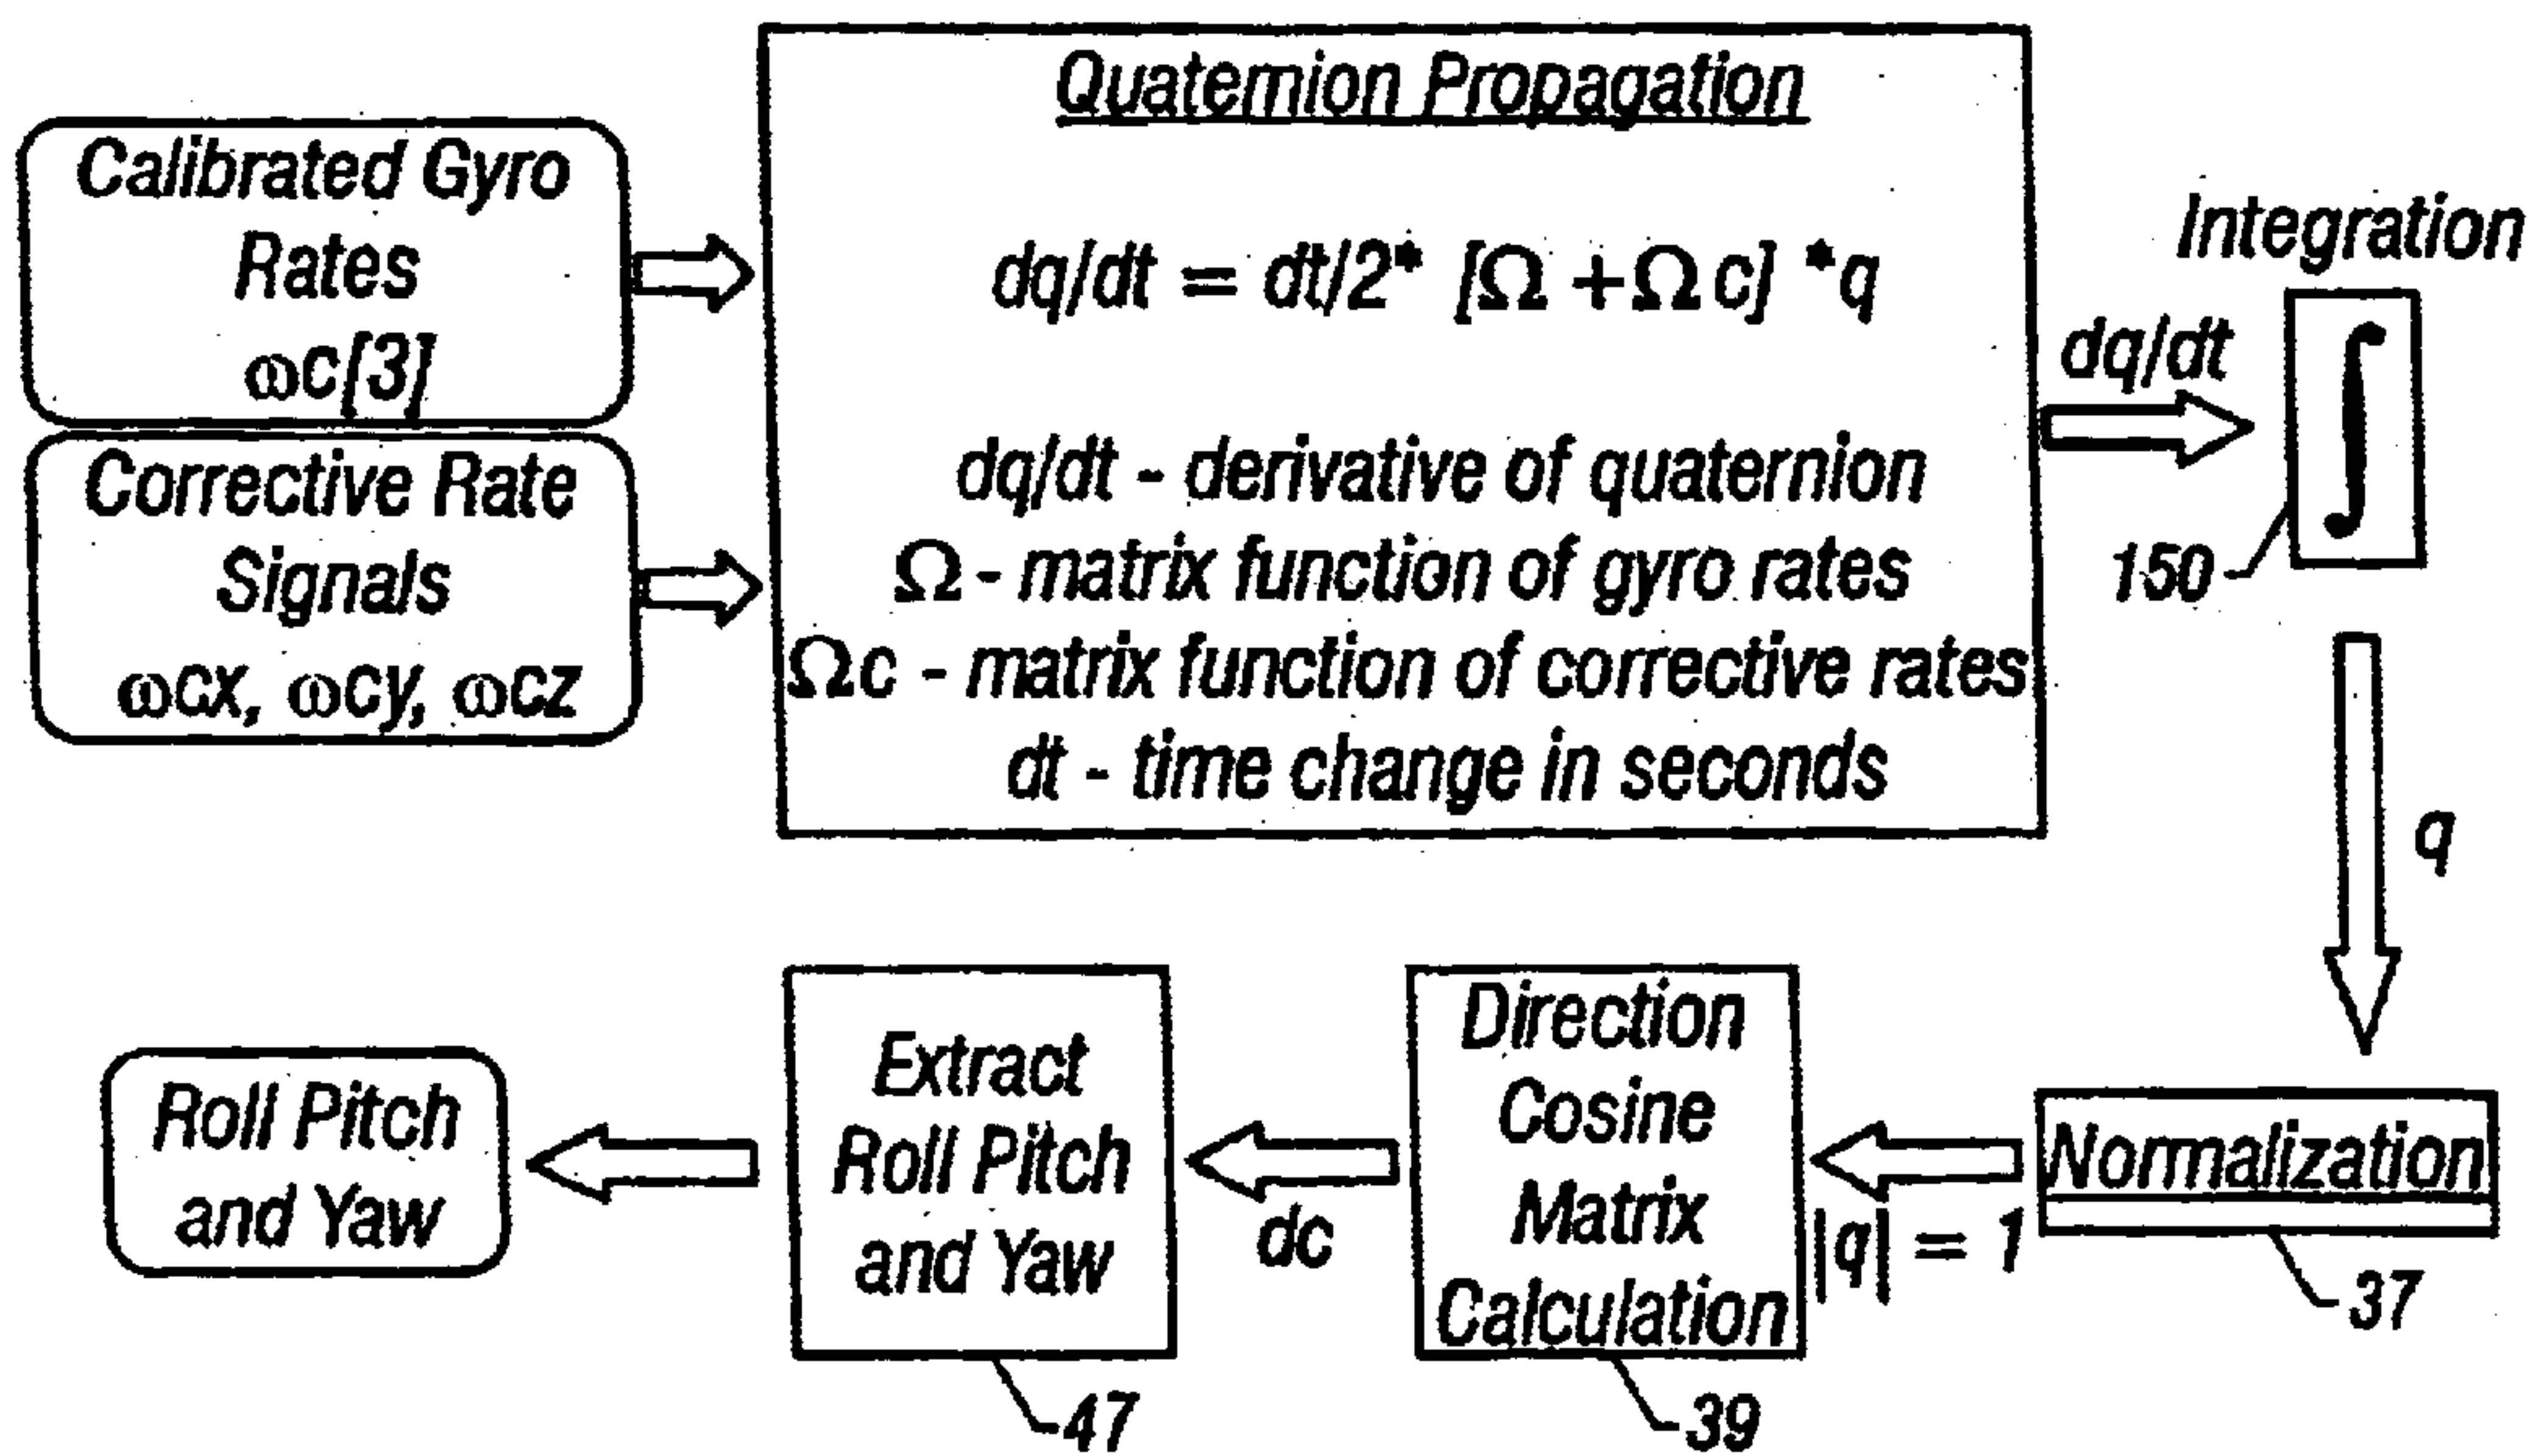 Calibrated Gyro
Rates
ωc[3]
Corrective Rate
Signals
ωcx, ωcy, ωcz
Quaternion Propagation
dq/dt = dt/2* [Ω +Ωc] *q
dq/dt - derivative of quaternion
Ω - matrix function of gyro rates
Ωc - matrix function of corrective rates
dt - time change in seconds
dq/dt
Integration
∫
150
q
Normalization
37
|q| = 1
Direction
Cosine
Matrix
Calculation
39
dc
Extract
Roll Pitch
and Yaw
47
Roll Pitch
and Yaw